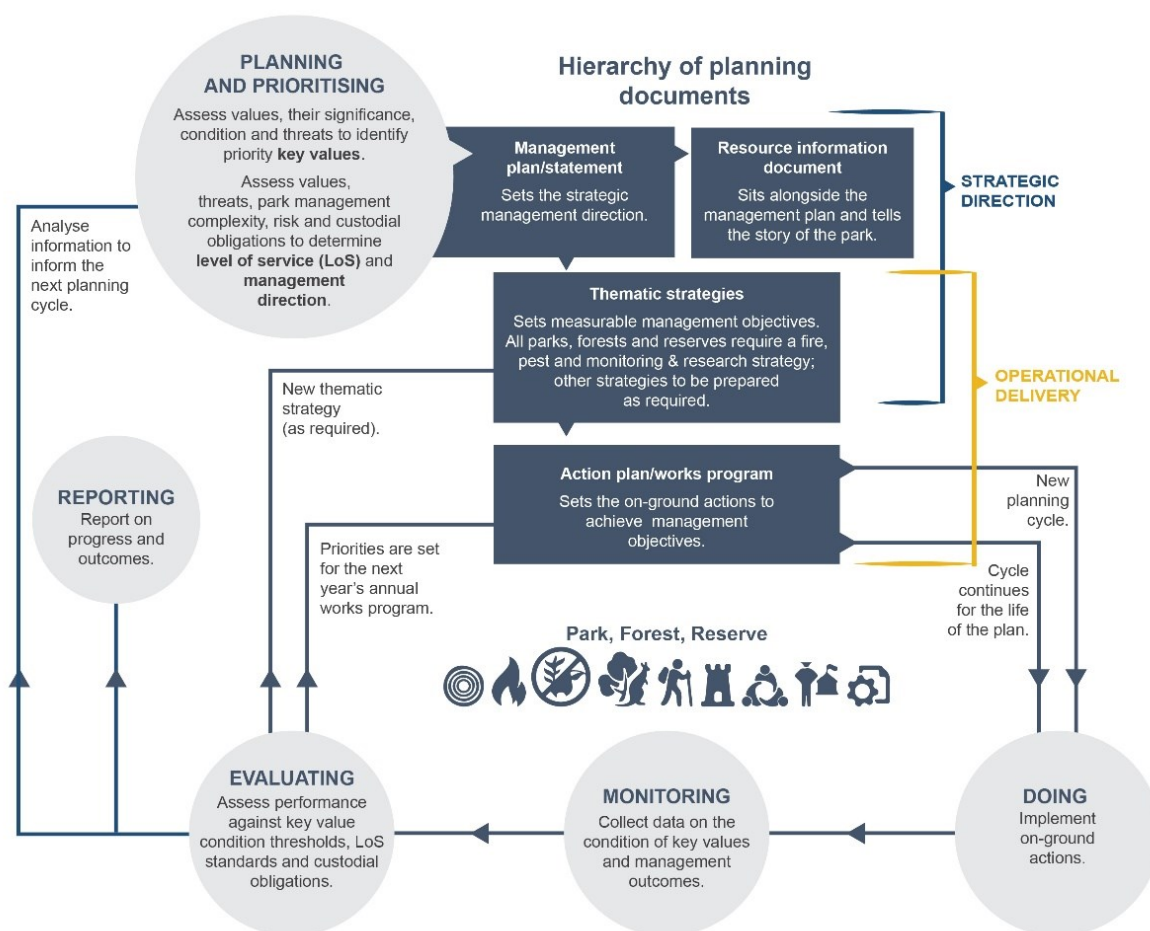 PLANNING
AND PRIORITISING
Assess values, their significance,
condition and threats to identify
priority key values.
Assess values,
threats, park management
complexity, risk and custodial
obligations to determine
level of service (LoS) and
management
direction.
Hierarchy of planning
documents
Management
plan/statement
Sets the strategic
management direction.
Resource information
document
Sits alongside the
management plan and tells
the story of the park.
STRATEGIC
DIRECTION
Analyse
information to
inform the
next planning
cycle.
Thematic strategies
Sets measurable management objectives.
All parks, forests and reserves require a fire,
pest and monitoring & research strategy;
other strategies to be prepared
as required.
OPERATIONAL
DELIVERY
New thematic
strategy
(as required).
Action plan/works program
Sets the on-ground actions to
achieve management
objectives.
New
planning
cycle.
REPORTING
Report on
progress and
outcomes.
Priorities are set
for the next
year's annual
works program.
Cycle
continues
for the life
of the plan.
Park, Forest, Reserve
EVALUATING
Assess performance
against key value
condition thresholds, LoS
standards and custodial
obligations.
MONITORING
Collect data on the
condition of key values
and management
outcomes.
DOING
Implement
on-ground
actions.